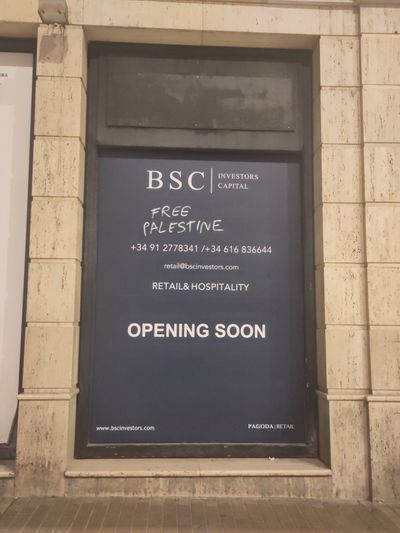 BSC | INVESTORS
CAPITAL
FREE
PALESTINE
+34 91 2778341 /+34 616 836644
retail@bscinvestors.com
RETAIL&HOSPITALITY
OPENING SOON
www.bscinvestors.com
PAGODA|RETAIL